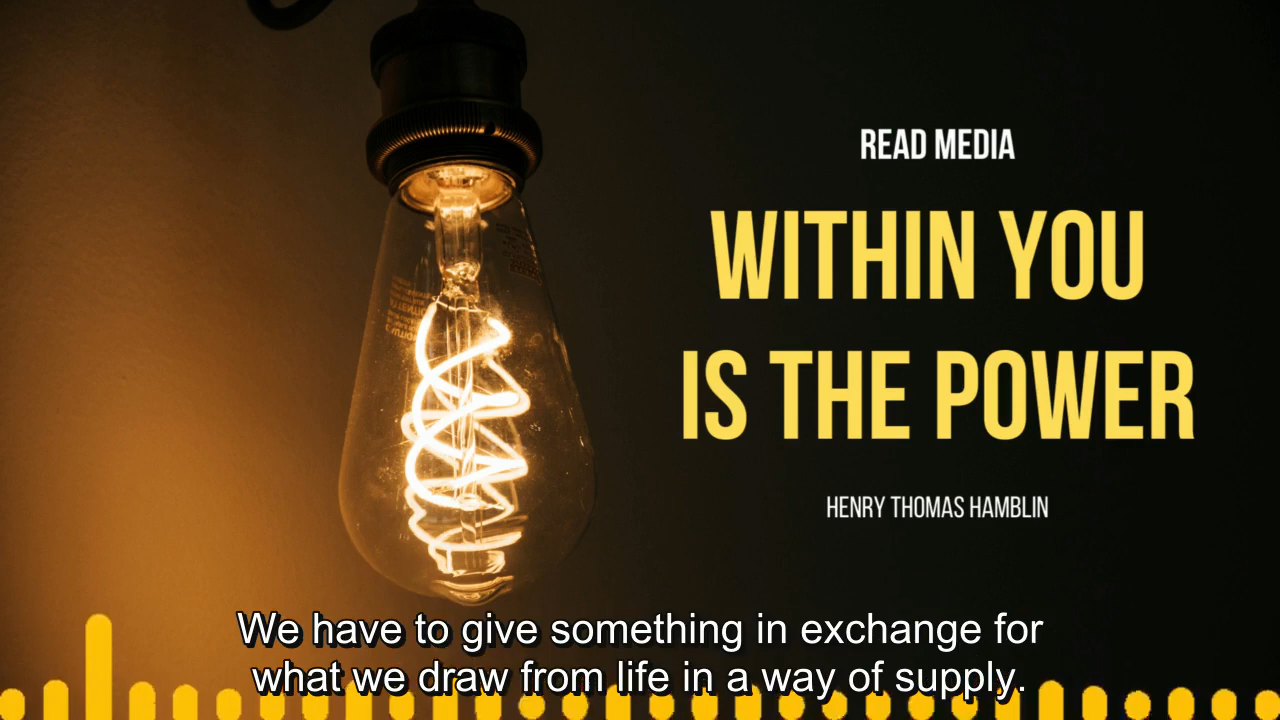 READ MEDIA
WITHIN YOU
IS THE POWER
HENRY THOMAS HAMBLIN
We have to give something in exchange for
what we draw from life in a way of supply.